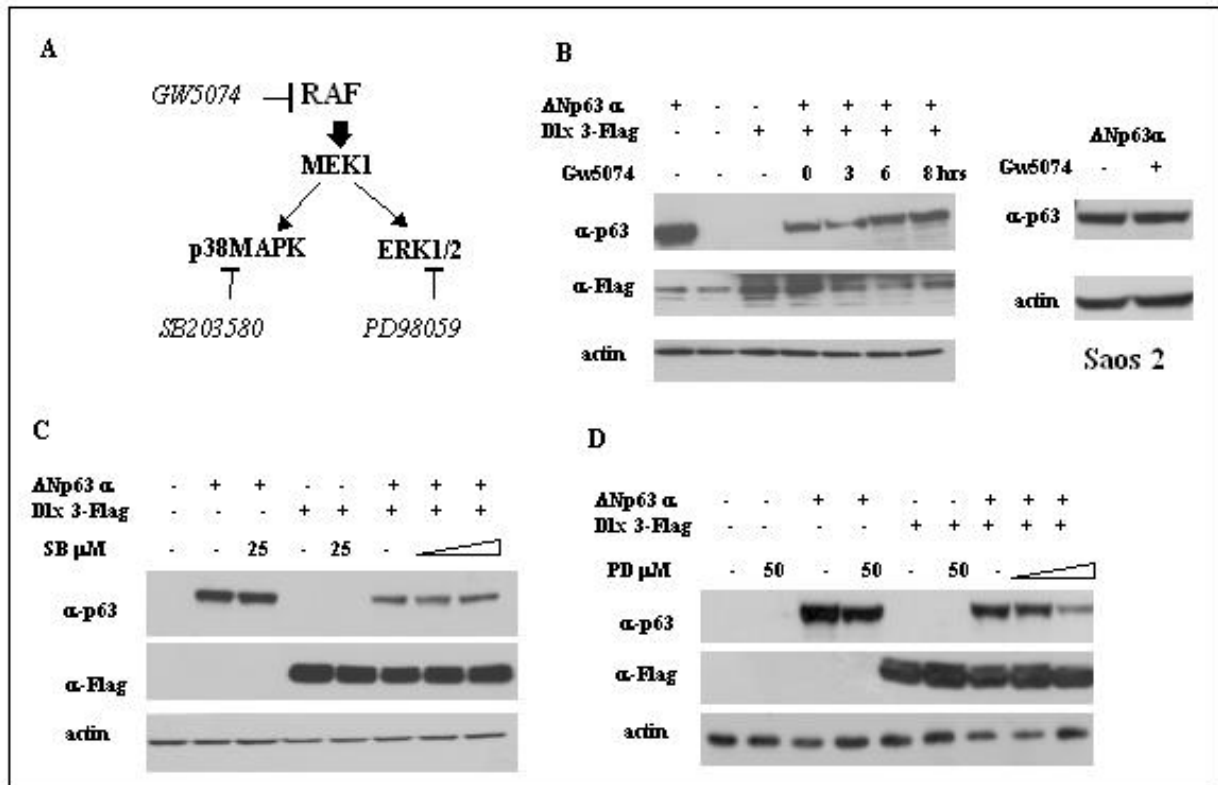 A
GW5074
RAF
MEK1
p38MAPK ERK1/2
SB203580 PD98059
B
ΔNp63 α + - - + + + +
Dlx 3-Flag - - + + + + +
Gw5074 - - - 0 3 6 8 hrs
α-p63
α-Flag
actin
ΔNp63α
Gw5074 - +
α-p63
actin
Saos 2
C
ΔNp63 α - + + - - + + +
Dlx 3-Flag - - - + + + + +
SB μM - - 25 - 25 -
α-p63
α-Flag
actin
D
ΔNp63 α - - + + - - + + +
Dlx 3-Flag - - - - + + + + +
PD μM - 50 - 50 - 50 -
α-p63
α-Flag
actin